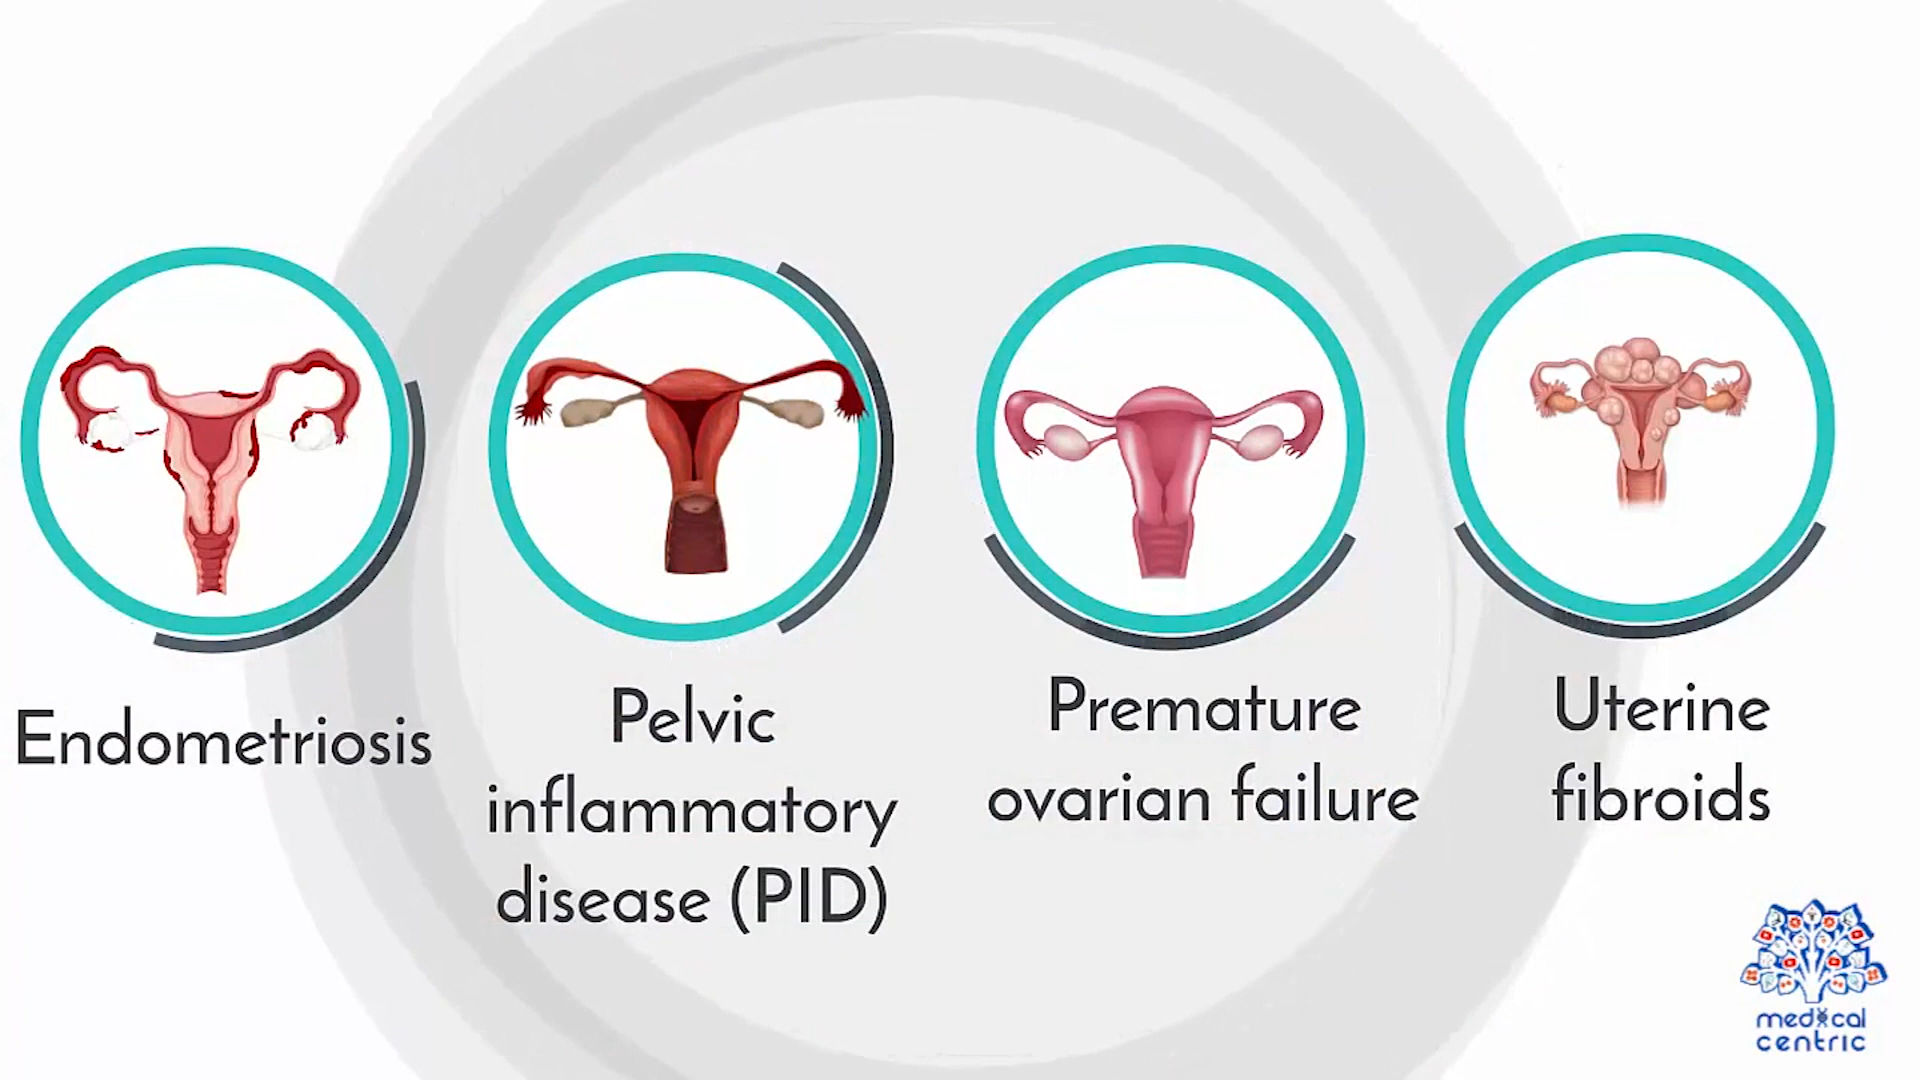 Endometriosis
Pelvic
inflammatory
disease (PID)
Premature
ovarian failure
Uterine
fibroids
medical
centric